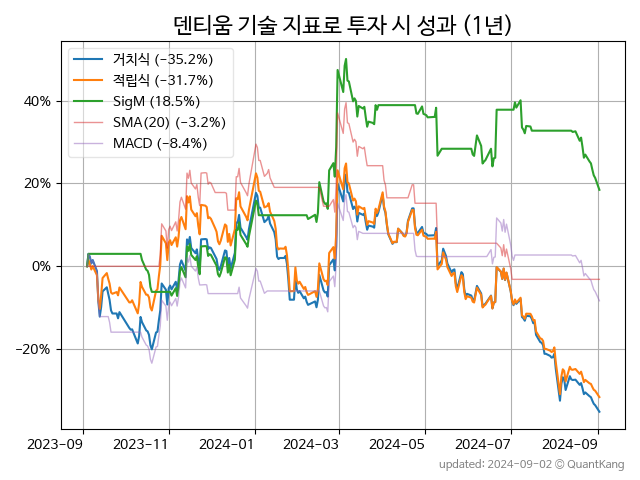 덴티움 기술 지표로 투자 시 성과 (1년)
거치식 (−35.2%)
적립식 (−31.7%)
SigM (18.5%)
SMA(20) (−3.2%)
MACD (−8.4%)
40%
20%
0%
−20%
2023-09 2023-11 2024-01 2024-03 2024-05 2024-07 2024-09
updated: 2024-09-02 © QuantKang